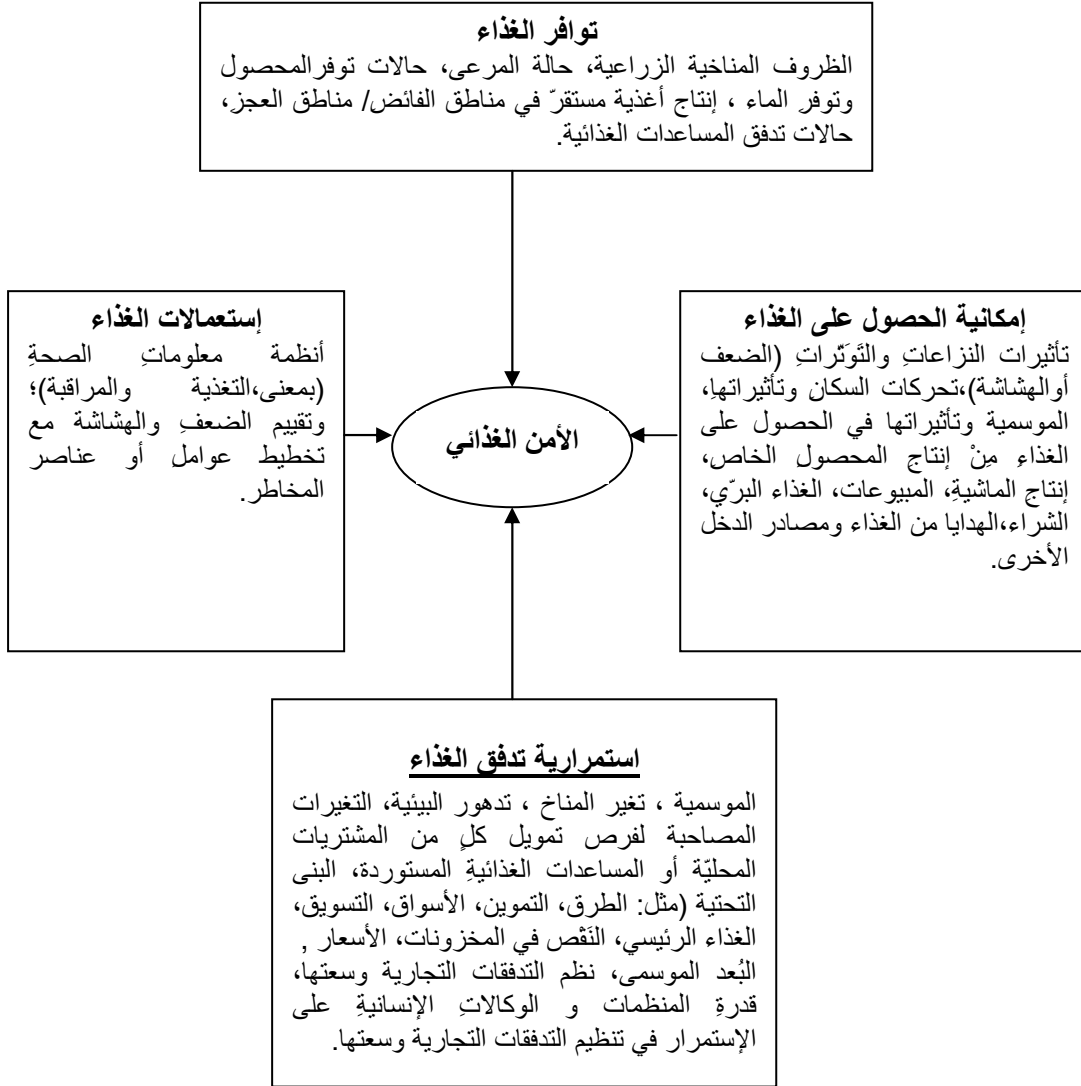 توافر الغذاء
الظروف المناخية الزراعية، حالة المرعى، حالات توفرالمحصول
وتوفرِ الماء ، إنتاج أغذية مستقرّ في مناطق الفائض/ مناطق العجزِ،
حالات تدفق المساعدات الغذائية.
إستعمالات الغذاء
أنظمة معلوماتِ الصحةِ
(بمعنى،التغذية والمراقبة)؛
وتقييم الضعفِ والهشاشة مع
تخطيط عوامل أو عناصر
المخاطر.
الأمن الغذائي
إمكانية الحصول على الغذاء
تأثيرات النزاعاتِ والتَوَتّراتِ (الضعف
أوالهشاشة)،تحركات السكان وتأثيراتها،
الموسمية وتأثيراتها في الحصول على
الغذاءِ مِنْ إنتاجِ المحصول الخاص،
إنتاج الماشيةِ، المبيوعات، الغذاء البرّي،
الشراء،الهدايا من الغذاء ومصادر الدخل
الأخرى.
استمرارية تدفق الغذاء
الموسمية ، تغير المناخ ، تدهور البيئية، التغيرات
المصاحبة لفرص تمويل كلٍ من المشتريات
المحليّة أو المساعدات الغذائيةِ المستوردة، البنى
التحتية (مثل: الطرق، التموين، الأسواق، التسويق،
الغذاء الرئيسي، النَقْص في المخزونات، الأسعار ,
البُعد الموسمى، نظم التدفقات التجارية وسعتها،
قدرةِ المنظمات و الوكالاتِ الإنسانيةِ على
الإستمرار في تنظيم التدفقات التجارية وسعتها.